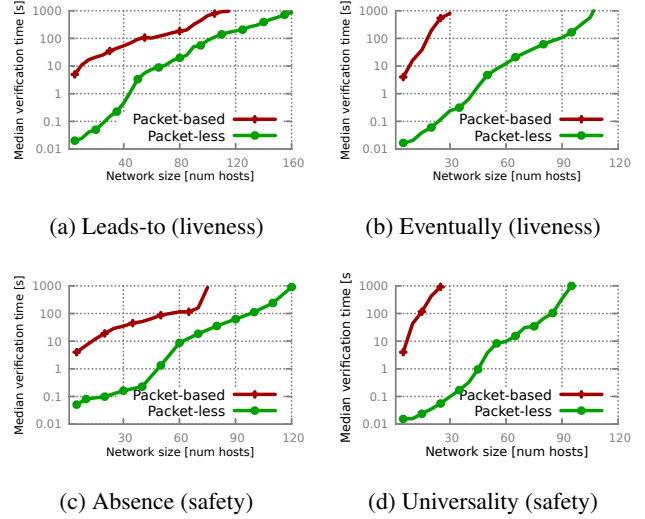 Median verification time [s]
1000
100
10
1
0.1
0.01
Packet-based
Packet-less
40
80
120
160
Network size [num hosts]
(a) Leads-to (liveness)
Median verification time [s]
1000
100
10
1
0.1
0.01
Packet-based
Packet-less
30
60
90
120
Network size [num hosts]
(b) Eventually (liveness)
Median verification time [s]
1000
100
10
1
0.1
0.01
Packet-based
Packet-less
30
60
90
120
Network size [num hosts]
(c) Absence (safety)
Median verification time [s]
1000
100
10
1
0.1
0.01
Packet-based
Packet-less
30
60
90
120
Network size [num hosts]
(d) Universality (safety)